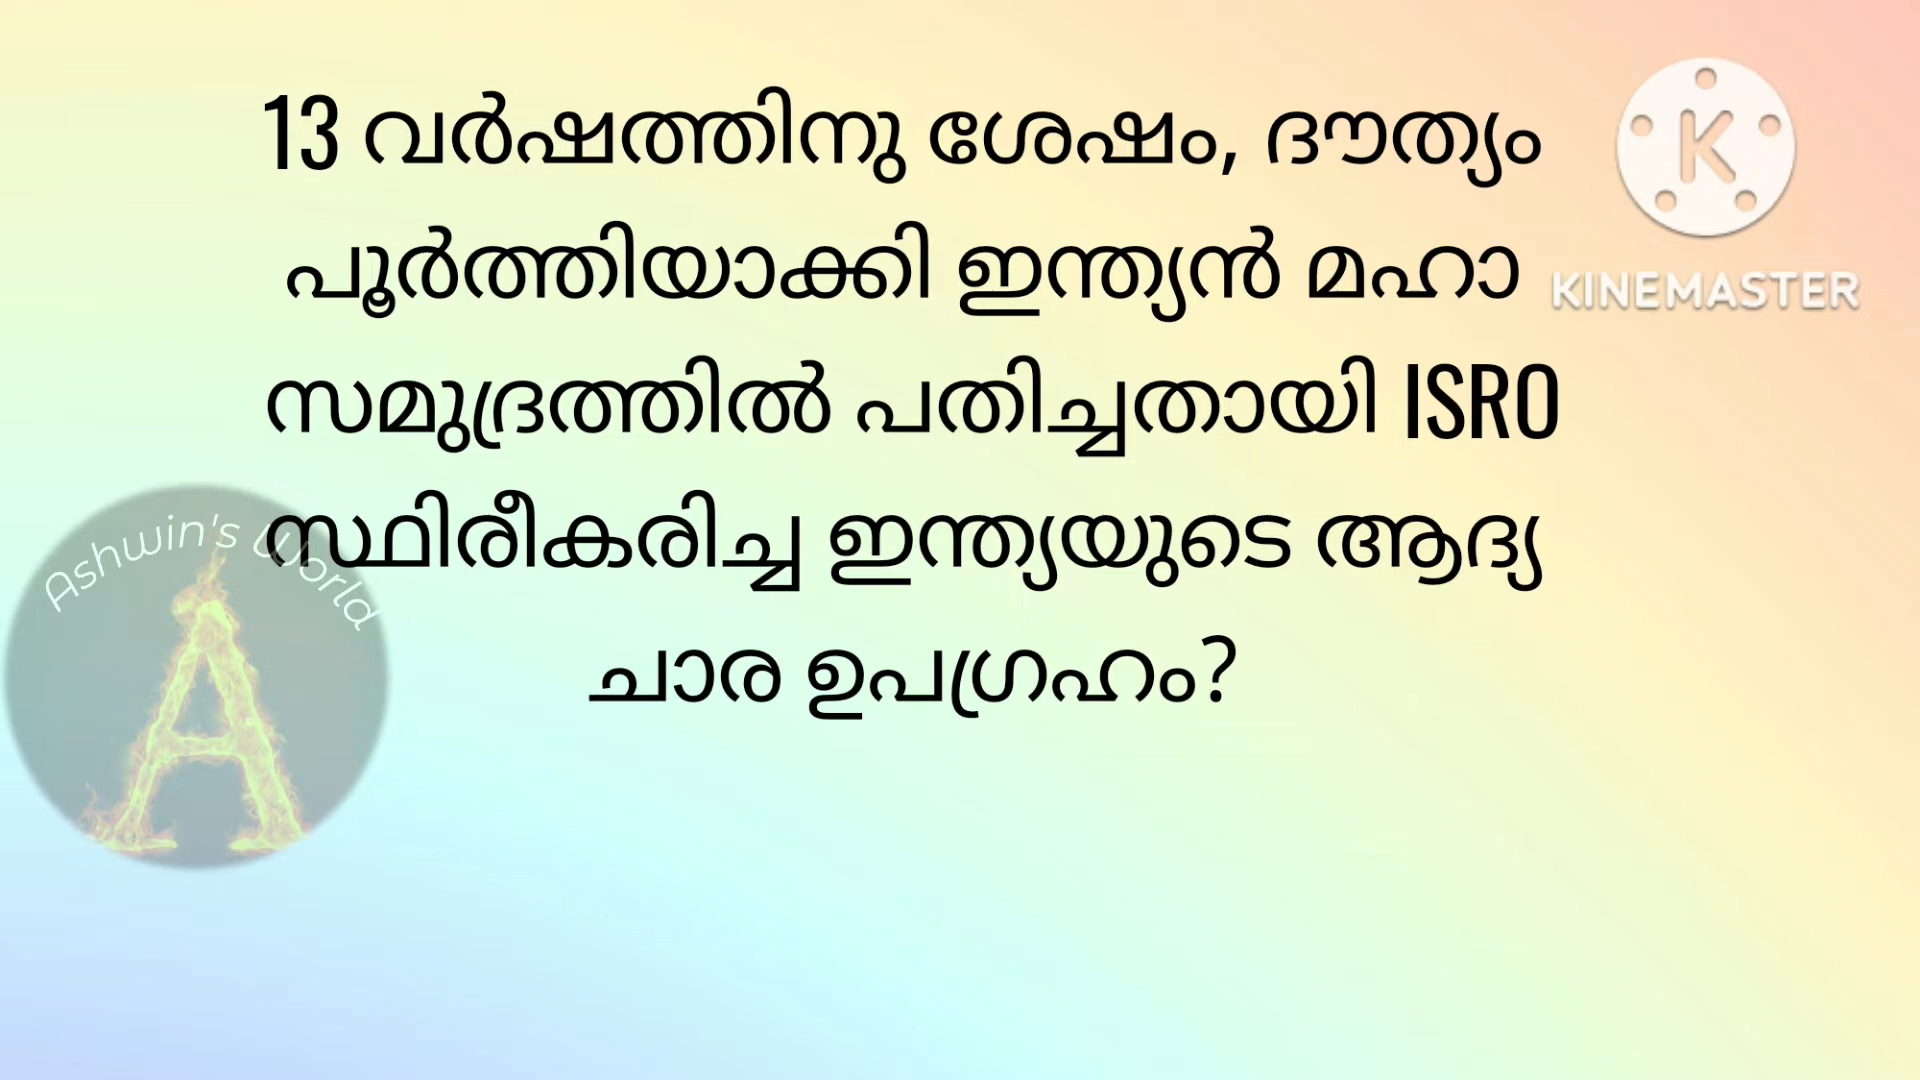 13 വർഷത്തിനു ശേഷം, ദൗത്യം
പൂർത്തിയാക്കി ഇന്ത്യൻ മഹാ
സമുദ്രത്തിൽ പതിച്ചതായി ISRO
സ്ഥിരീകരിച്ച ഇന്ത്യയുടെ ആദ്യ
ചാര ഉപഗ്രഹം?
K
KINEMASTER
Ashwin's World
A